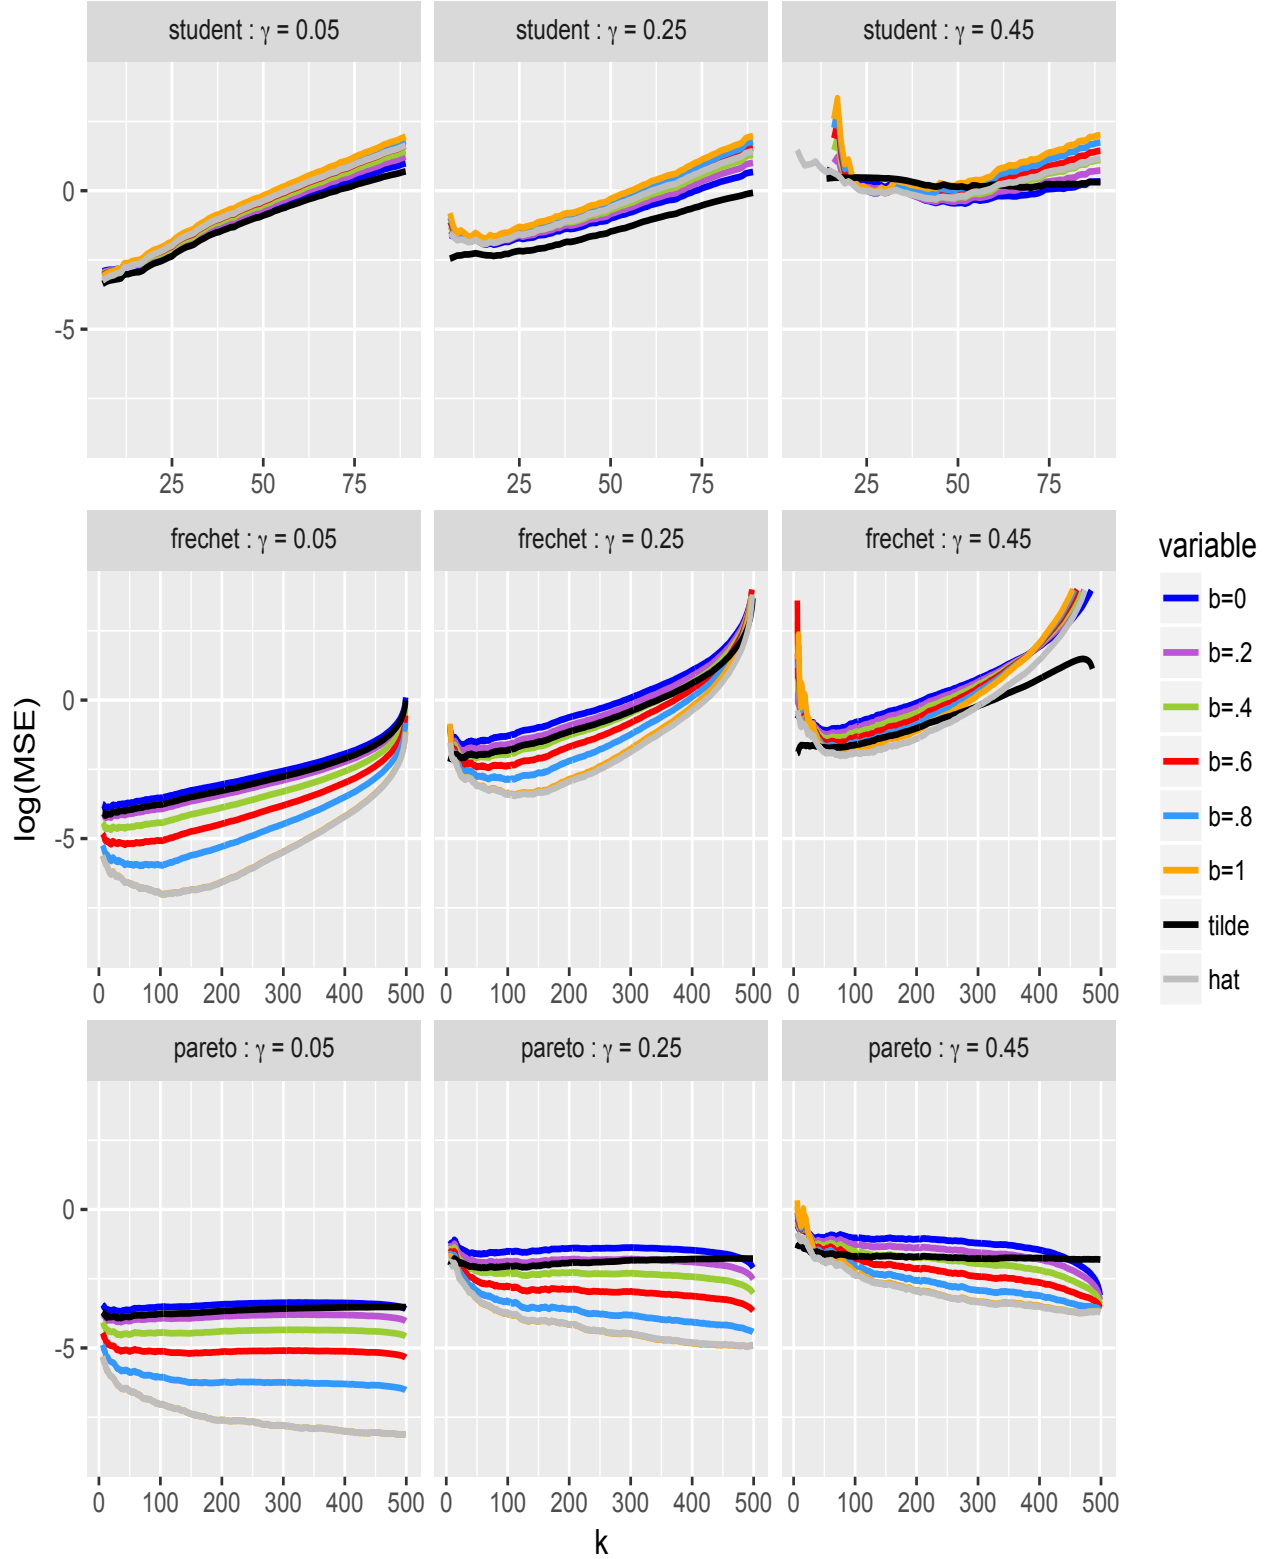 student : γ = 0.05
student : γ = 0.25
student : γ = 0.45
0
-5
25 50 75
25 50 75
25 50 75
frechet : γ = 0.05
frechet : γ = 0.25
frechet : γ = 0.45
log(MSE)
0
-5
0 100 200 300 400 500
0 100 200 300 400 500
0 100 200 300 400 500
pareto : γ = 0.05
pareto : γ = 0.25
pareto : γ = 0.45
0
-5
0 100 200 300 400 500
0 100 200 300 400 500
0 100 200 300 400 500
k
variable
b=0
b=.2
b=.4
b=.6
b=.8
b=1
tilde
hat